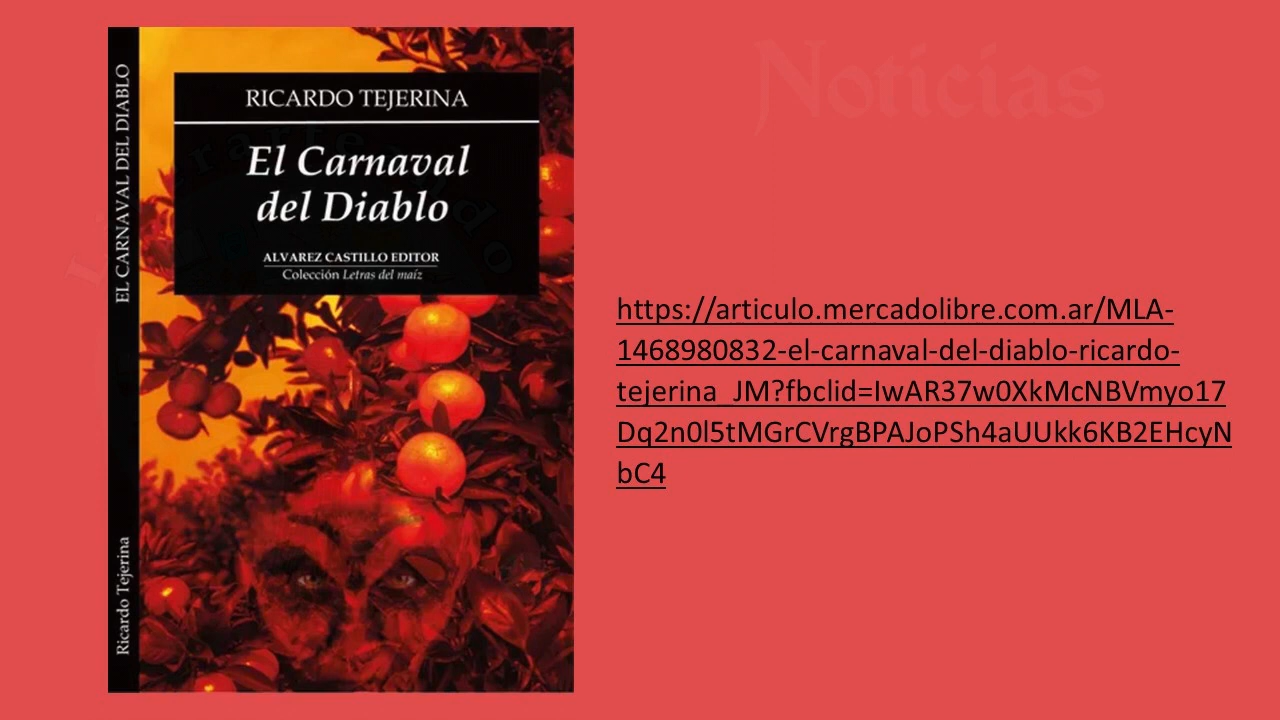 Noticias
EL CARNAVAL DEL DIABLO
Ricardo Tejerina
RICARDO TEJERINA
El Carnaval
del Diablo
ALVAREZ CASTILLO EDITOR
Colección Letras del maíz
https://articulo.mercadolibre.com.ar/MLA-
1468980832-el-carnaval-del-diablo-ricardo-
tejerina_JM?fbclid=IwAR37w0XkMcNBVmyo17
Dq2n0l5tMGrCVrgBPAJoPSh4aUUkk6KB2EHcyN
bC4